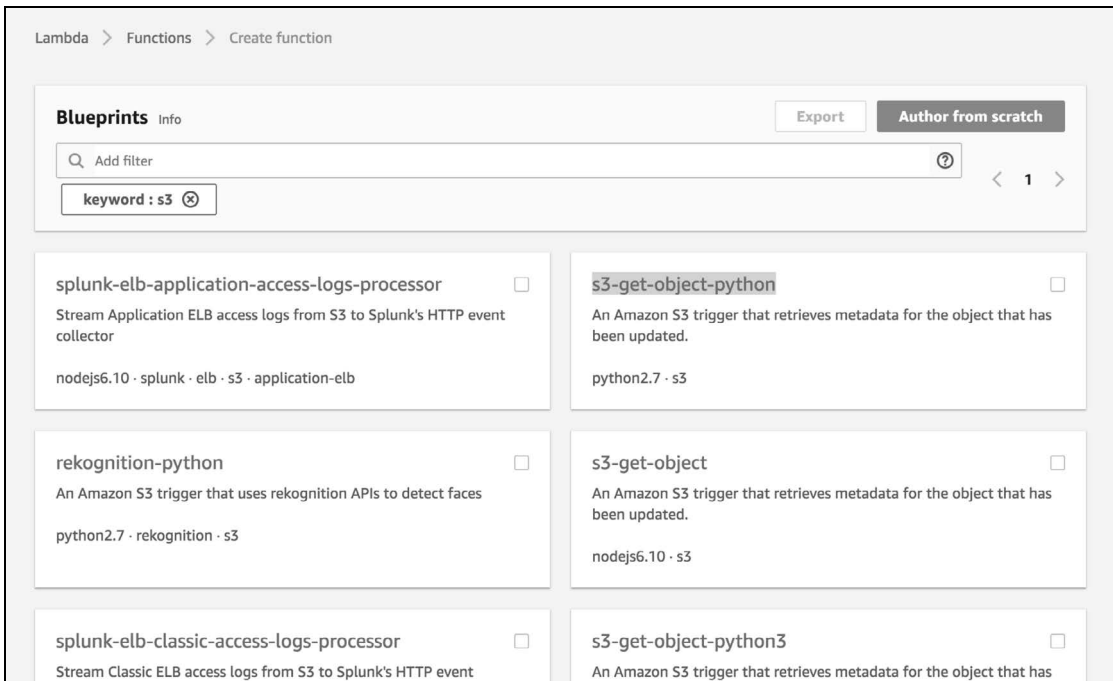 Lambda > Functions > Create function
Blueprints Info
Export
Author from scratch
Add filter
keyword : s3
< 1 >
splunk-elb-application-access-logs-processor
Stream Application ELB access logs from S3 to Splunk's HTTP event
collector
nodejs6.10 · splunk · elb · s3 · application-elb
s3-get-object-python
An Amazon S3 trigger that retrieves metadata for the object that has
been updated.
python2.7 · s3
rekognition-python
An Amazon S3 trigger that uses rekognition APIs to detect faces
python2.7 · rekognition · s3
s3-get-object
An Amazon S3 trigger that retrieves metadata for the object that has
been updated.
nodejs6.10 · s3
splunk-elb-classic-access-logs-processor
Stream Classic ELB access logs from S3 to Splunk's HTTP event
s3-get-object-python3
An Amazon S3 trigger that retrieves metadata for the object that has